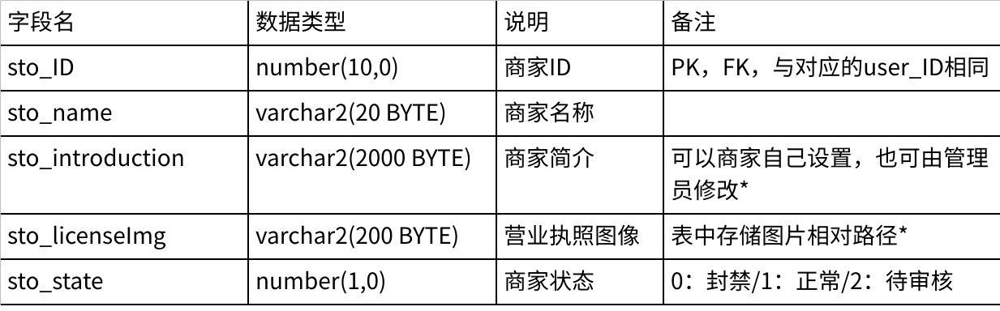 字段名 数据类型 说明 备注
sto_ID number(10,0) 商家ID PK，FK，与对应的user_ID相同
sto_name varchar2(20 BYTE) 商家名称
sto_introduction varchar2(2000 BYTE) 商家简介 可以商家自己设置，也可由管理
员修改*
sto_licenseImg varchar2(200 BYTE) 营业执照图像 表中存储图片相对路径*
sto_state number(1,0) 商家状态 0：封禁/1：正常/2：待审核